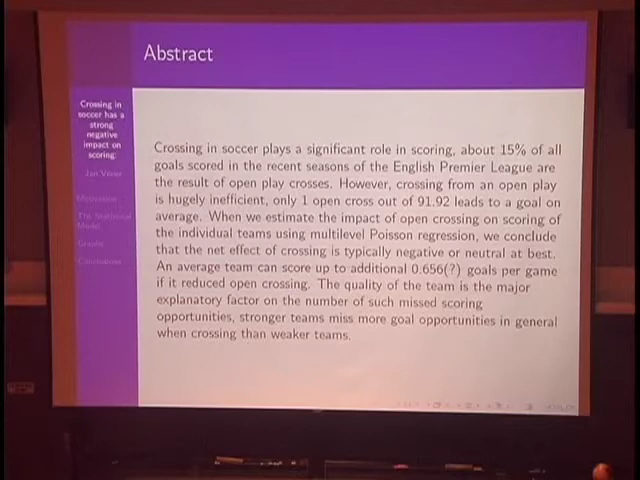 Abstract
Crossing in
soccer has a
strong
negative
impact on
scoring:
Jan Vecer
Motivation
The Statistical
Model
Graphs
Conclusions
Crossing in soccer plays a significant role in scoring, about 15% of all
goals scored in the recent seasons of the English Premier League are
the result of open play crosses. However, crossing from an open play
is hugely inefficient, only 1 open cross out of 91.92 leads to a goal on
average. When we estimate the impact of open crossing on scoring of
the individual teams using multilevel Poisson regression, we conclude
that the net effect of crossing is typically negative or neutral at best.
An average team can score up to additional 0.656(?) goals per game
if it reduced open crossing. The quality of the team is the major
explanatory factor on the number of such missed scoring
opportunities, stronger teams miss more goal opportunities in general
when crossing than weaker teams.